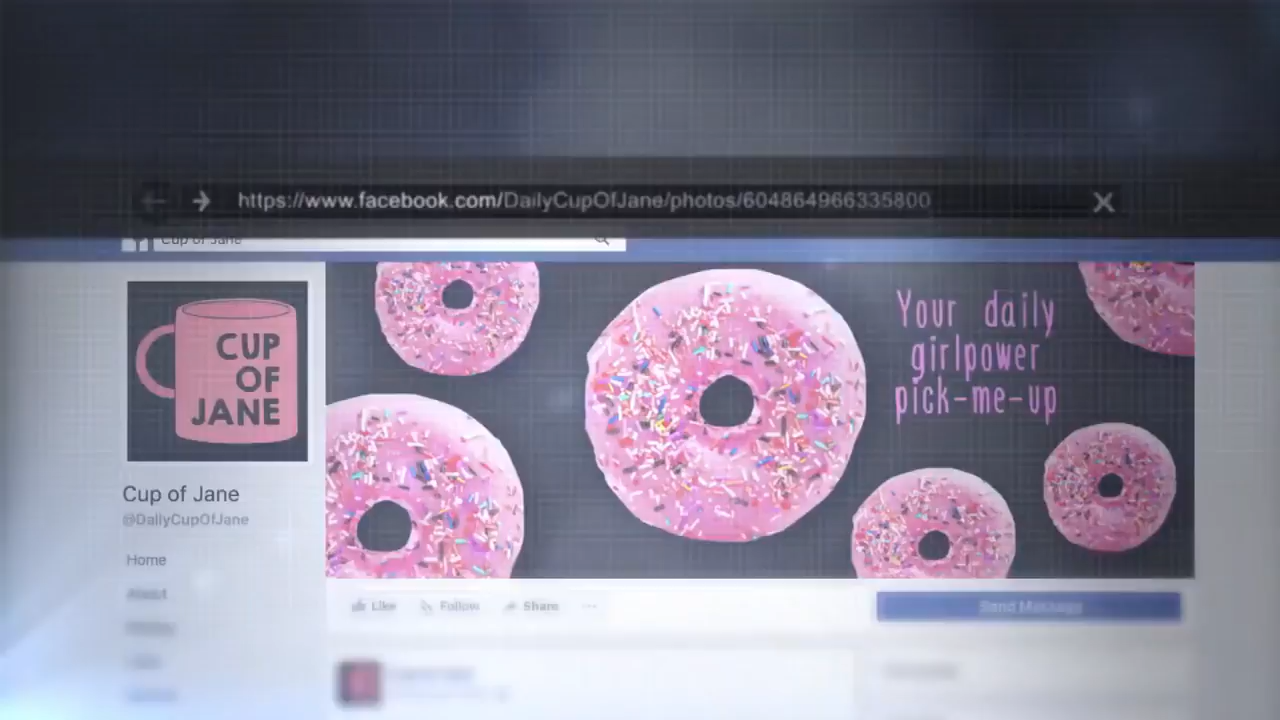 https://www.facebook.com/DailyCupOfJane/photos/604864966335800
Cup of Jane
CUP
OF
JANE
Your daily
girlpower
pick-me-up
Cup of Jane
@DailyCupOfJane
Home
About
Like Follow Share ...
Send Message